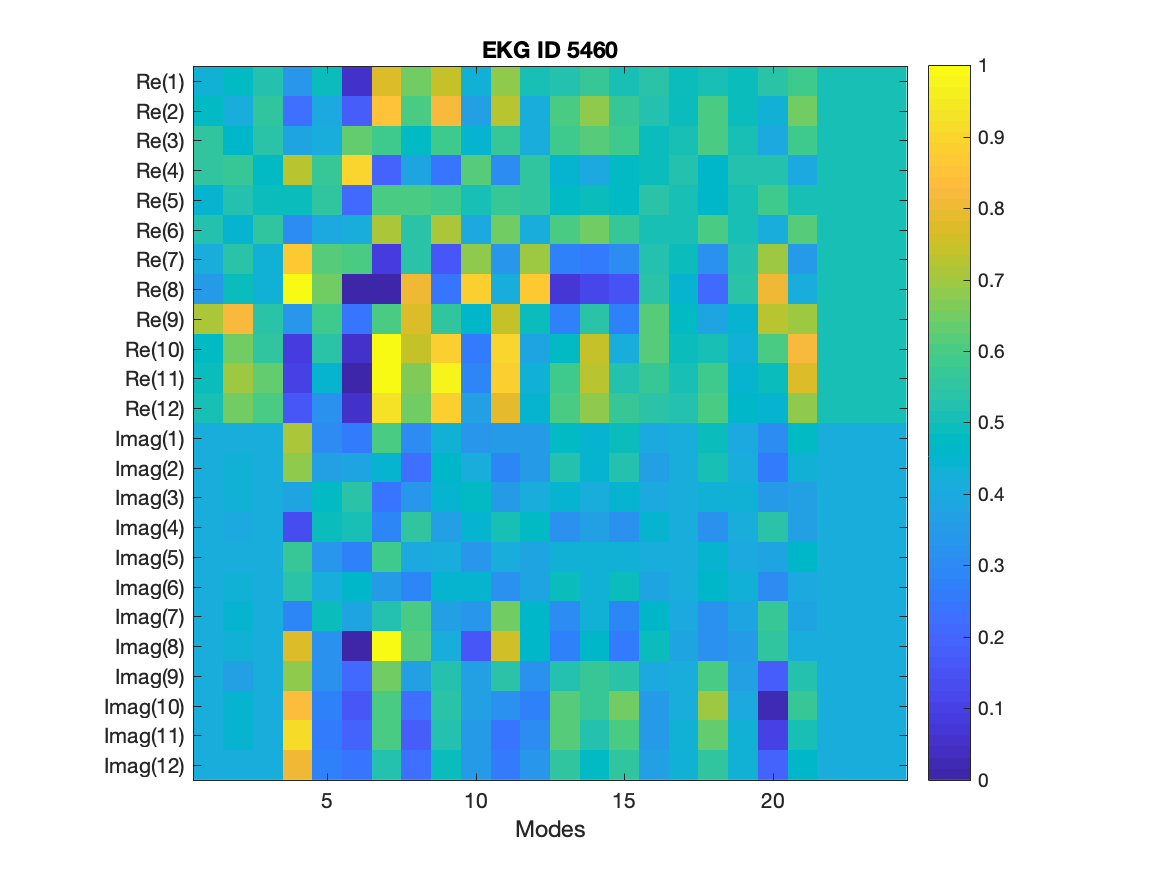 EKG ID 5460
Re(1)
Re(2)
Re(3)
Re(4)
Re(5)
Re(6)
Re(7)
Re(8)
Re(9)
Re(10)
Re(11)
Re(12)
Imag(1)
Imag(2)
Imag(3)
Imag(4)
Imag(5)
Imag(6)
Imag(7)
Imag(8)
Imag(9)
Imag(10)
Imag(11)
Imag(12)
5 10 15 20
Modes
1
0.9
0.8
0.7
0.6
0.5
0.4
0.3
0.2
0.1
0